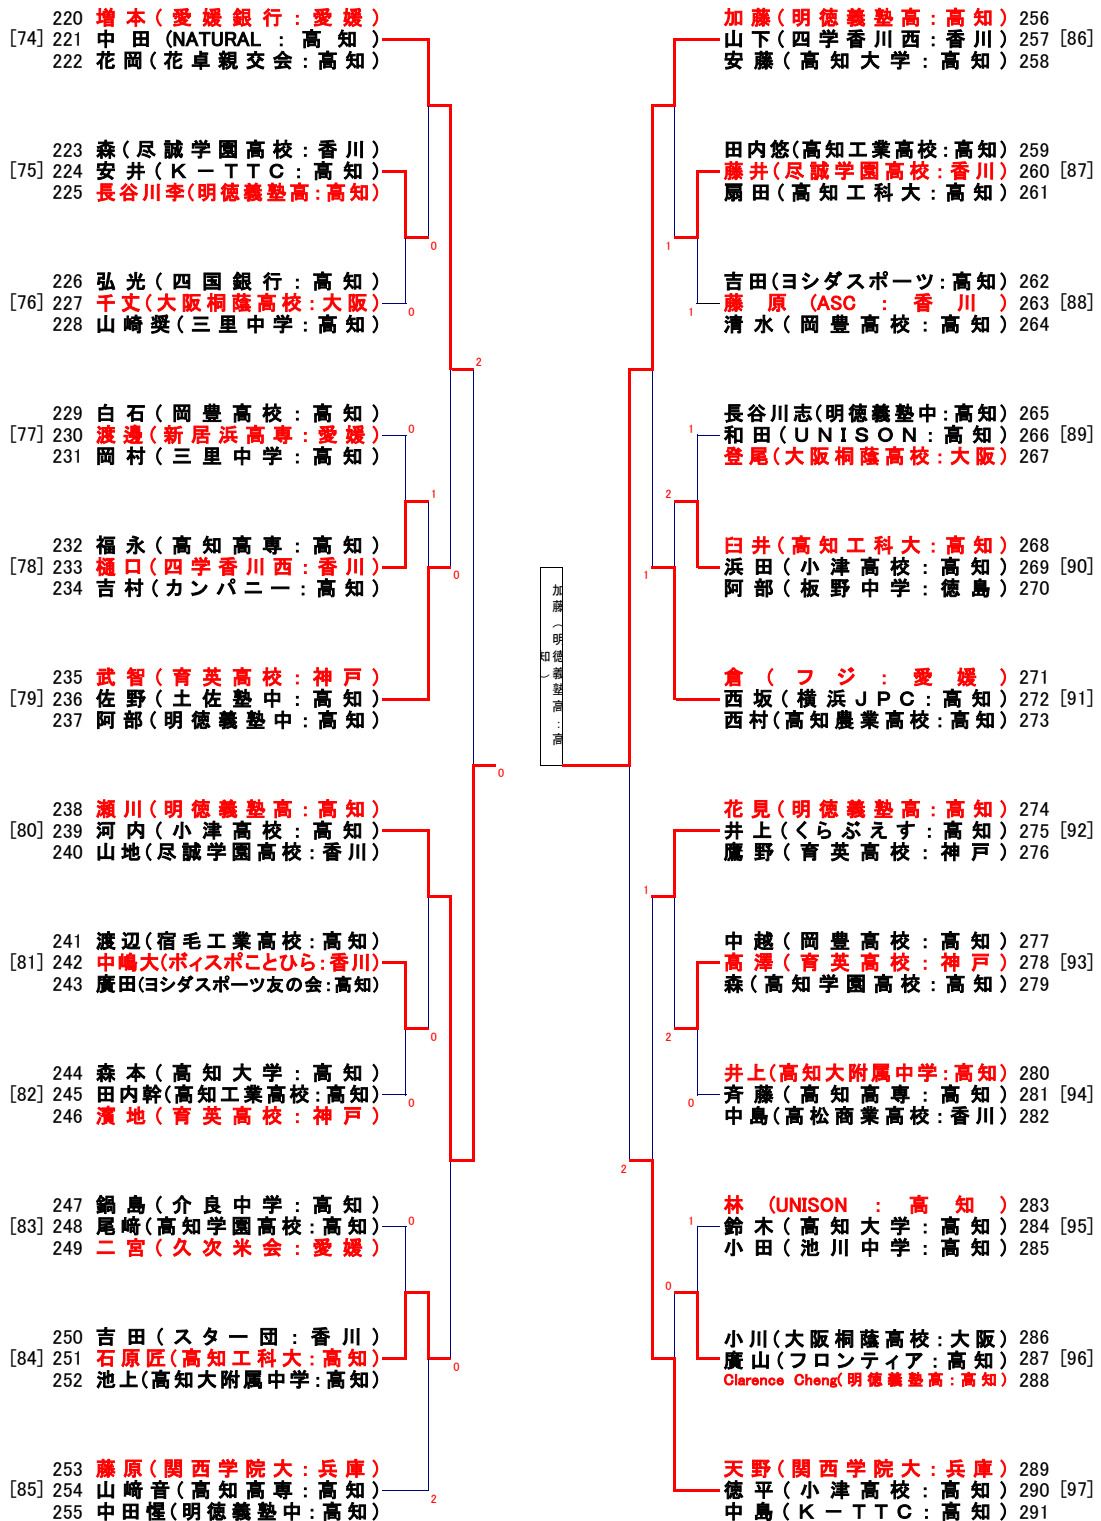 220 増本(愛媛銀行:愛媛)
[74] 221 中田(NATURAL:高知)
222 花岡(花卓親交会:高知)
223 森(尽誠学園高校:香川)
[75] 224 安井(K-TTC:高知)
225 長谷川李(明徳義塾高:高知)
0
226 弘光(四国銀行:高知)
[76] 227 千丈(大阪桐蔭高校:大阪)
0
228 山崎奨(三里中学:高知)
2
229 白石(岡豊高校:高知)
[77] 230 渡邊(新居浜高専:愛媛)
0
231 岡村(三里中学:高知)
1
232 福永(高知高専:高知)
[78] 233 樋口(四学香川西:香川)
0
234 吉村(カンパニー:高知)
235 武智(育英高校:神戸)
[79] 236 佐野(土佐塾中:高知)
237 阿部(明徳義塾中:高知)
0
238 瀬川(明徳義塾高:高知)
[80] 239 河内(小津高校:高知)
240 山地(尽誠学園高校:香川)
241 渡辺(宿毛工業高校:高知)
[81] 242 中嶋大(ボィスポことひら:香川)
243 廣田(ヨシダスポーツ友の会:高知)
0
244 森本(高知大学:高知)
[82] 245 田内幹(高知工業高校:高知)
0
246 濱地(育英高校:神戸)
247 鍋島(介良中学:高知)
[83] 248 尾﨑(高知学園高校:高知)
0
249 二宮(久次米会:愛媛)
250 吉田(スター団:香川)
[84] 251 石原匠(高知工科大:高知)
0
252 池上(高知大附属中学:高知)
253 藤原(関西学院大:兵庫)
[85] 254 山﨑音(高知高専:高知)
2
255 中田惺(明徳義塾中:高知)
加藤(明徳義塾高:高知)
加藤(明徳義塾高:高知) 256
山下(四学香川西:香川) 257 [86]
安藤(高知大学:高知) 258
田内悠(高知工業高校:高知) 259
藤井(尽誠学園高校:香川) 260 [87]
扇田(高知工科大:高知) 261
1
吉田(ヨシダスポーツ:高知) 262
藤原(ASC:香川) 263 [88]
1
清水(岡豊高校:高知) 264
長谷川志(明徳義塾中:高知) 265
1
和田(UNISON:高知) 266 [89]
登尾(大阪桐蔭高校:大阪) 267
2
臼井(高知工科大:高知) 268
浜田(小津高校:高知) 269 [90]
1
阿部(板野中学:徳島) 270
倉(フジ:愛媛) 271
西坂(横浜JPC:高知) 272 [91]
西村(高知農業高校:高知) 273
花見(明徳義塾高:高知) 274
井上(くらぶえす:高知) 275 [92]
鷹野(育英高校:神戸) 276
1
中越(岡豊高校:高知) 277
高澤(育英高校:神戸) 278 [93]
森(高知学園高校:高知) 279
2
井上(高知大附属中学:高知) 280
斉藤(高知高専:高知) 281 [94]
0
中島(高松商業高校:香川) 282
2
林(UNISON:高知) 283
1
鈴木(高知大学:高知) 284 [95]
小田(池川中学:高知) 285
0
小川(大阪桐蔭高校:大阪) 286
廣山(フロンティア:高知) 287 [96]
Clarence Cheng(明徳義塾高:高知) 288
天野(関西学院大:兵庫) 289
徳平(小津高校:高知) 290 [97]
中島(K-TTC:高知) 291